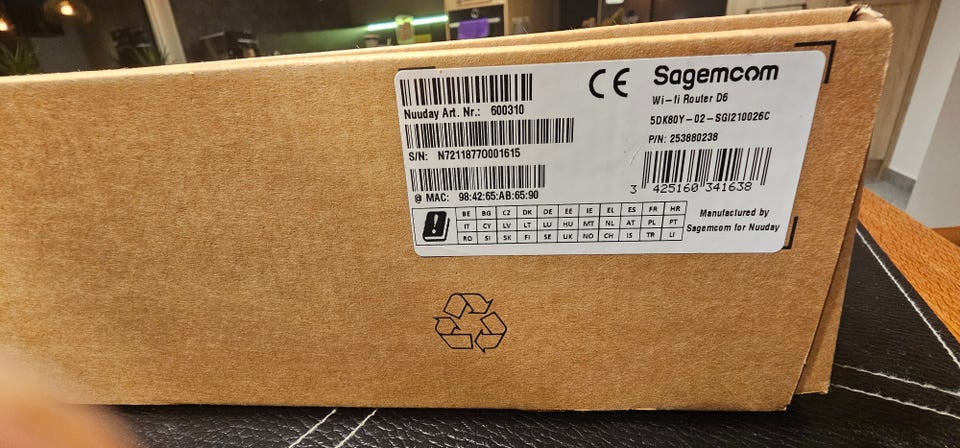 Nuuday Art. Nr.: 600310
S/N: N7211877O001615
@ MAC: 98:42:65:AB:65:90
CE
Sagemcom
Wi-fi Router D6
5DK80Y-02-SGI210026C
P/N: 253880238
3 425160 341638
BE BG CZ DK DE EE IE EL ES FR HR
IT CY LV LT LU HU MT NL AT PL PT
RO SI SK FI SE UK NO CH IS TR LI
Manufactured by
Sagemcom for Nuuday